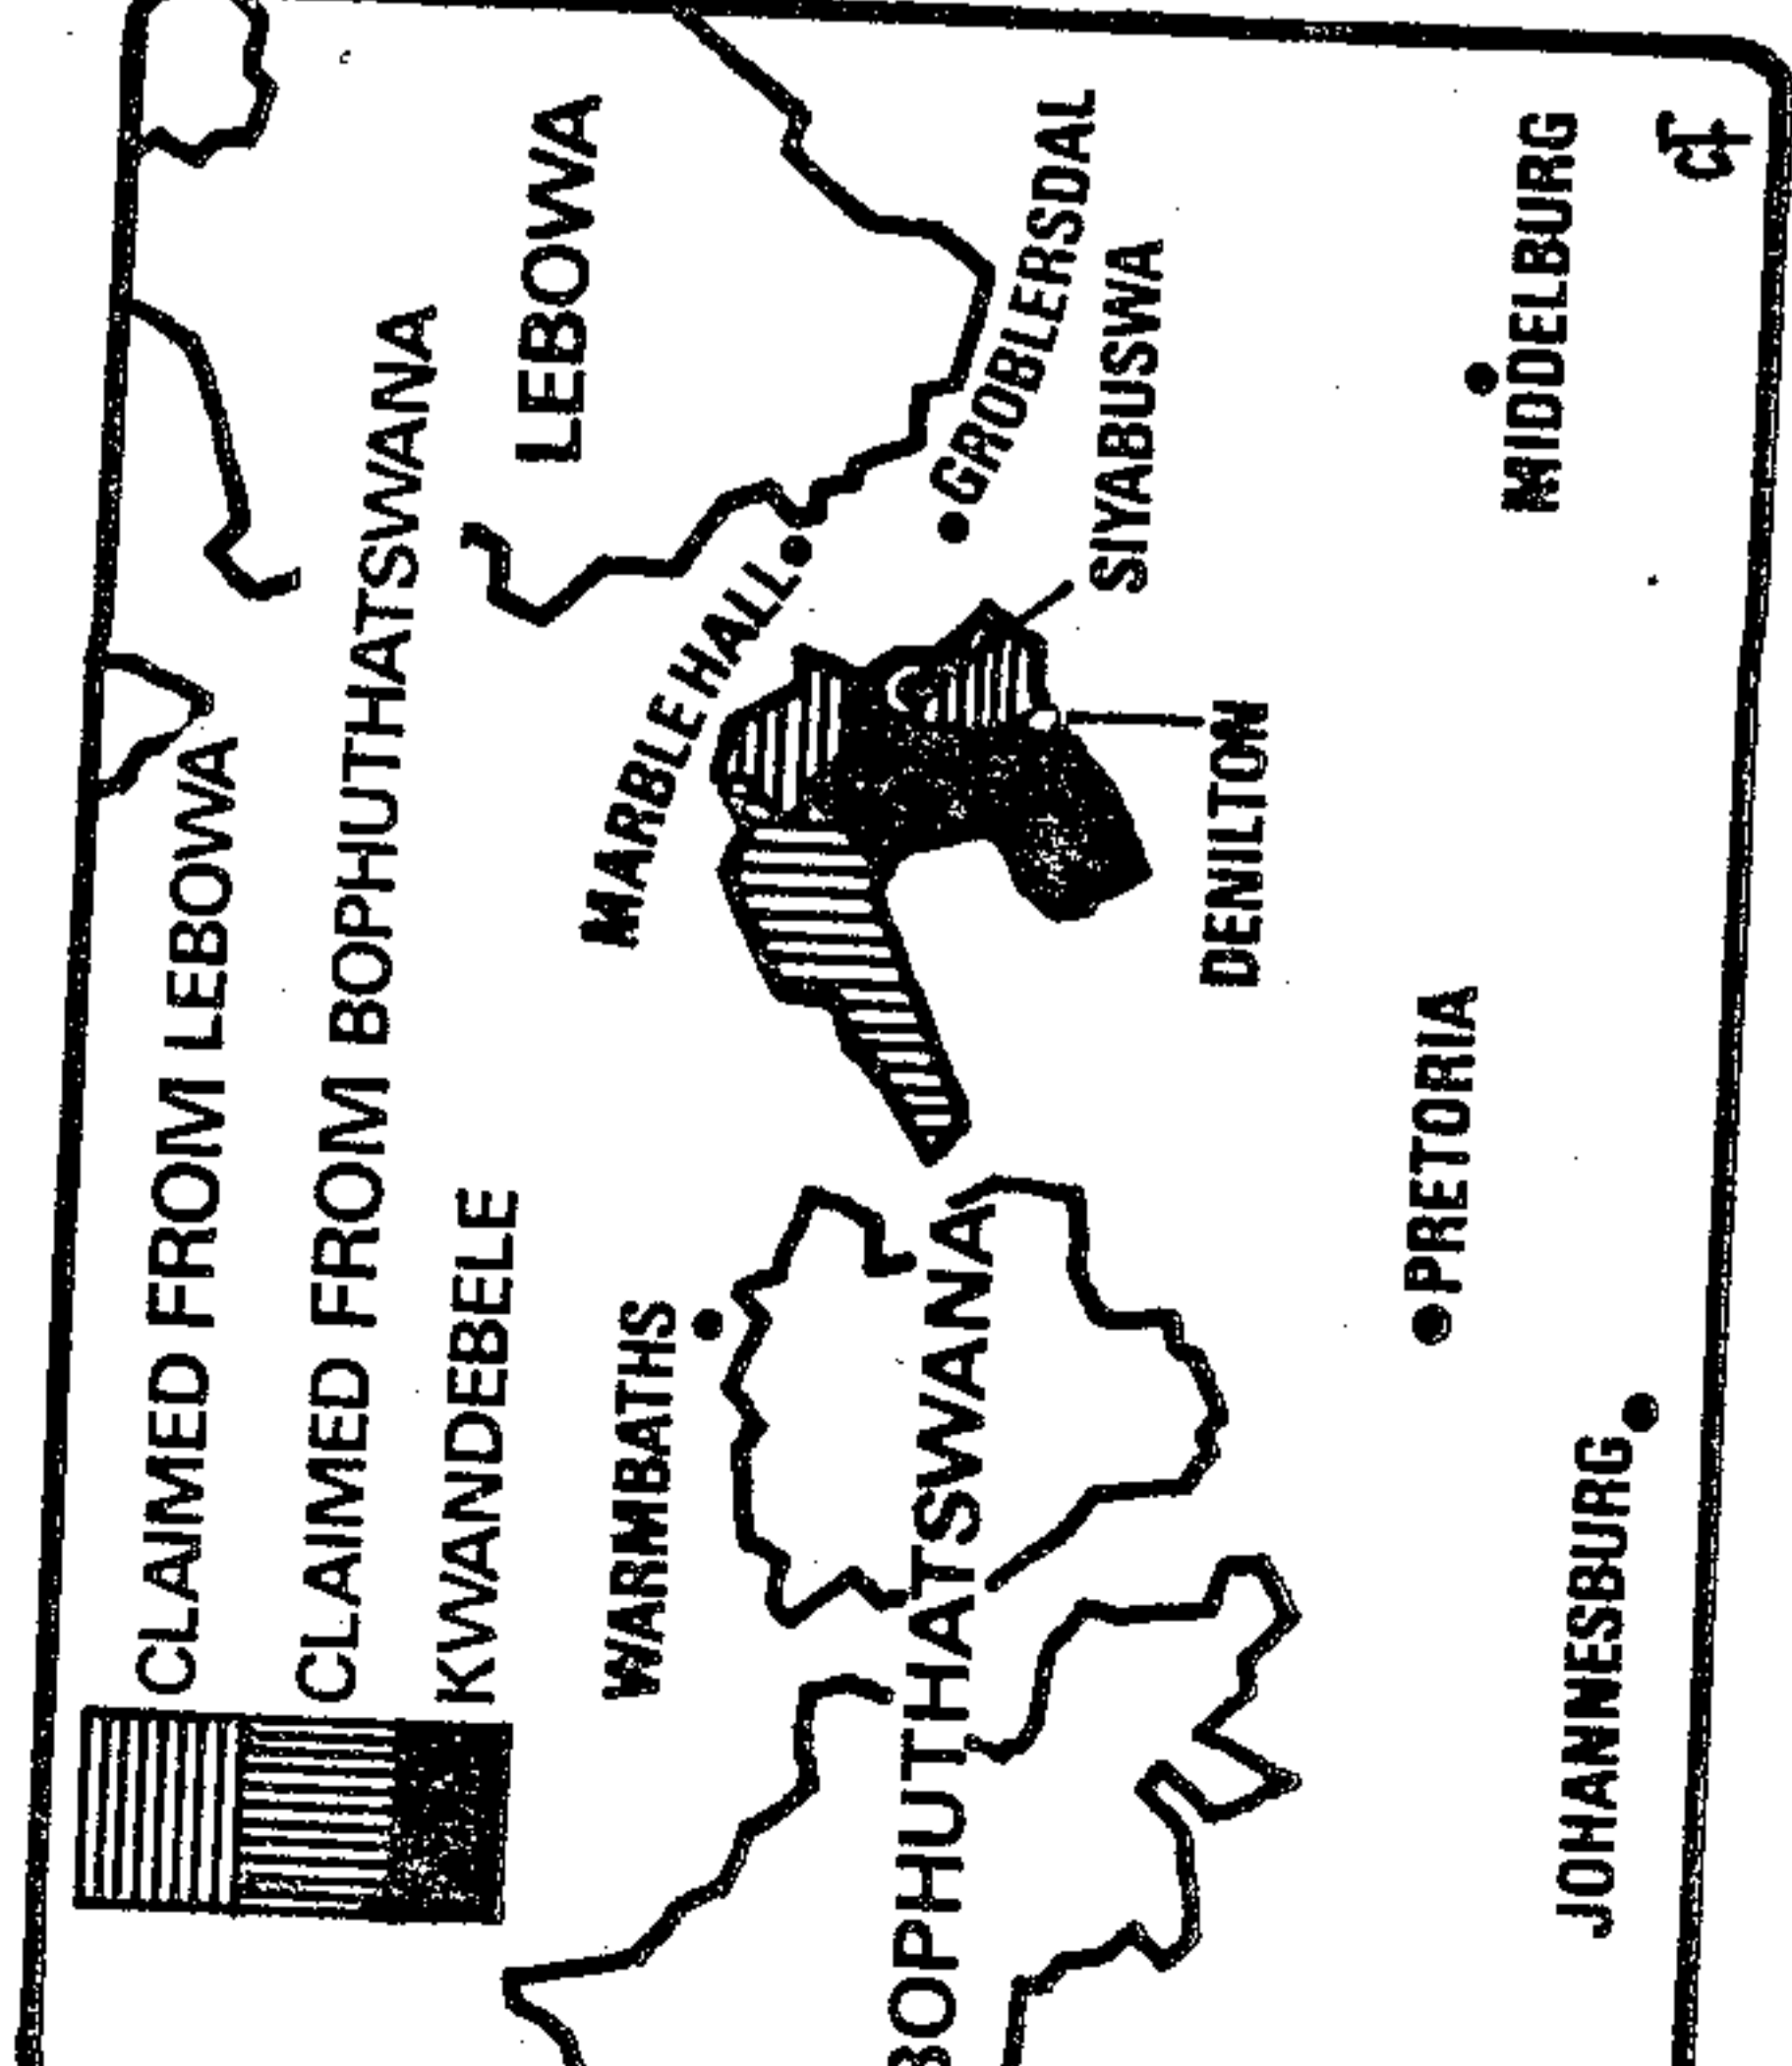 CLAIMED FROM LEBOWA
CLAIMED FROM BOPHUTHATSWANA
KWANDEBELE
LEBOWA
WARMBATHS
MARBLE HALL
GROBLERSDAL
SIYABUSWA
BOPHUTHATSWANA
DENILTON
PRETORIA
MIDDELBURG
JOHANNESBURG